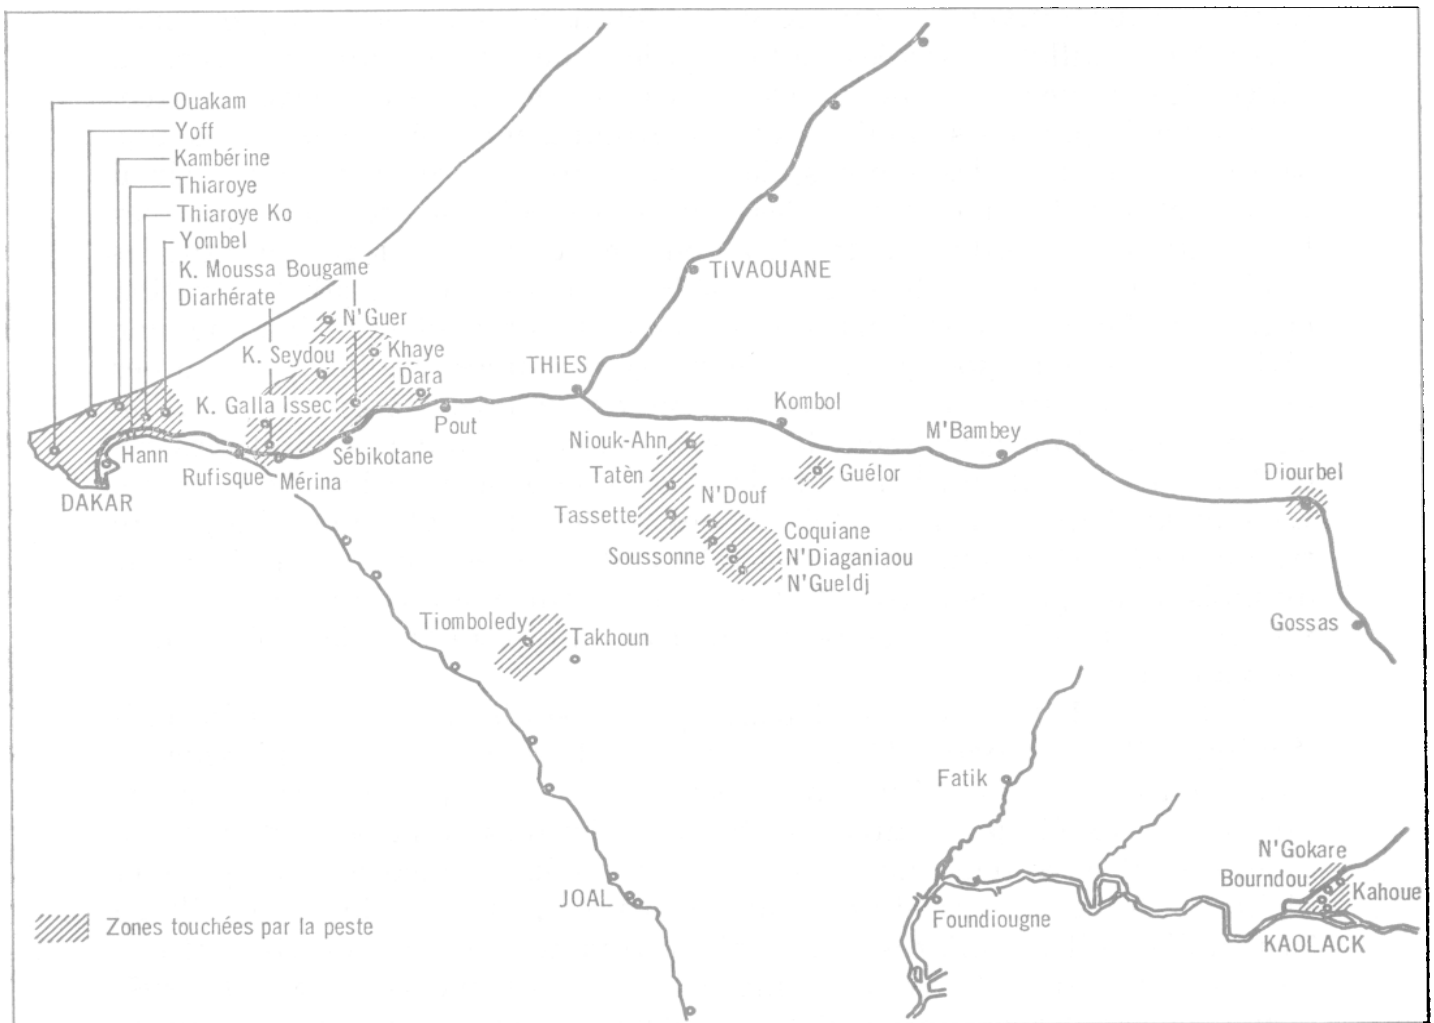 Ouakam
Yoff
Kambérine
Thiaroye
Thiaroye Ko
Yombel
K. Moussa Bougame
Diarhérate
N'Guer
K. Seydou
Khaye
Dara
K. Galla Issec
TIVAOUANE
THIES
Pout
Sébikotane
Hann
Rufisque
Mérina
DAKAR
Kombol
M'Bambey
Niouk-Ahn
Guélor
Diourbel
Tatèn
N'Douf
Tassette
Coquiane
Soussonne
N'Diaganiaou
N'Gueldj
Tiomboledy
Takhoun
Gossas
Fatik
N'Gokare
Bourndou
Kahoue
JOAL
Foundiougne
KAOLACK
Zones touchées par la peste